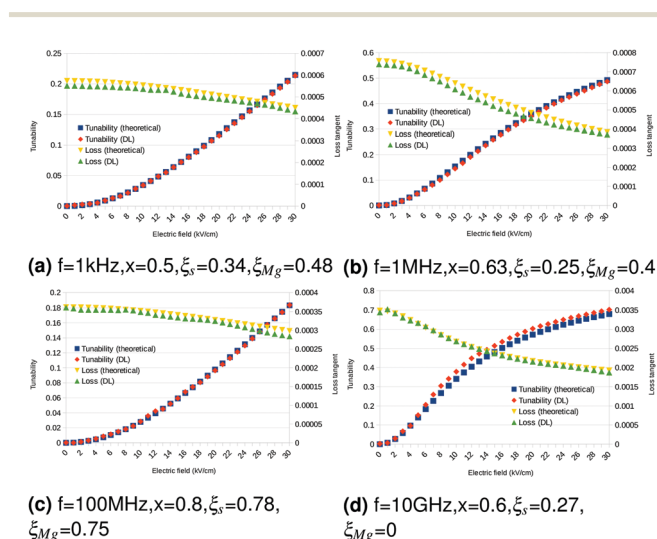 0.25
0.2
0.15
0.1
0.05
0
0.0007
0.0006
0.0005
0.0004
0.0003
0.0002
0.0001
0
Tunability
Loss tangent
Tunability (theoretical)
Tunability (DL)
Loss (theoretical)
Loss (DL)
0 2 4 6 8 10 12 14 16 18 20 22 24 26 28 30
Electric field (kV/cm)
(a) f=1kHz,x=0.5,ξs=0.34,ξMg=0.48
0.6
0.5
0.4
0.3
0.2
0.1
0
0.0008
0.0007
0.0006
0.0005
0.0004
0.0003
0.0002
0.0001
0
Tunability
Loss tangent
Tunability (theoretical)
Tunability (DL)
Loss (theoretical)
Loss (DL)
0 2 4 6 8 10 12 14 16 18 20 22 24 26 28 30
Electric field (kV/cm)
(b) f=1MHz,x=0.63,ξs=0.25,ξMg=0.4
0.2
0.18
0.16
0.14
0.12
0.1
0.08
0.06
0.04
0.02
0
0.0004
0.00035
0.0003
0.00025
0.0002
0.00015
0.0001
0.00005
0
Tunability
Loss tangent
Tunability (theoretical)
Tunability (DL)
Loss (theoretical)
Loss (DL)
0 2 4 6 8 10 12 14 16 18 20 22 24 26 28 30
Electric field (kV/cm)
(c) f=100MHz,x=0.8,ξs=0.78,
ξMg=0.75
0.8
0.7
0.6
0.5
0.4
0.3
0.2
0.1
0
0.004
0.0035
0.003
0.0025
0.002
0.0015
0.001
0.0005
0
Tunability
Loss tangent
Tunability (theoretical)
Tunability (DL)
Loss (theoretical)
Loss (DL)
0 2 4 6 8 10 12 14 16 18 20 22 24 26 28 30
Electric field (kV/cm)
(d) f=10GHz,x=0.6,ξs=0.27,
ξMg=0